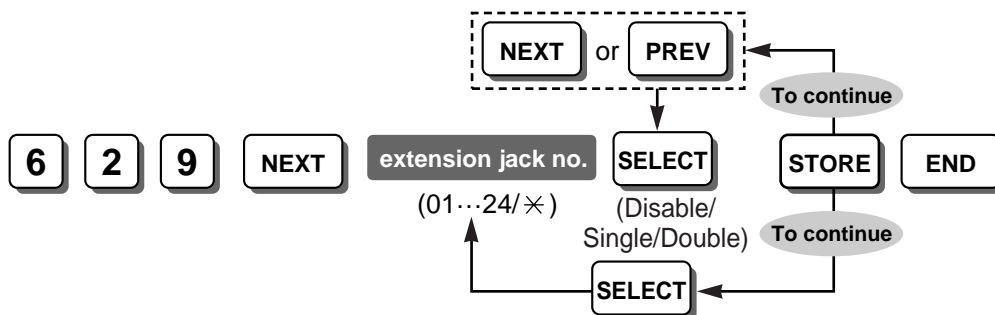 NEXT or PREV
To continue
6 2 9 NEXT extension jack no. SELECT STORE END
(01···24/✳)
(Disable/
Single/Double)
To continue
SELECT